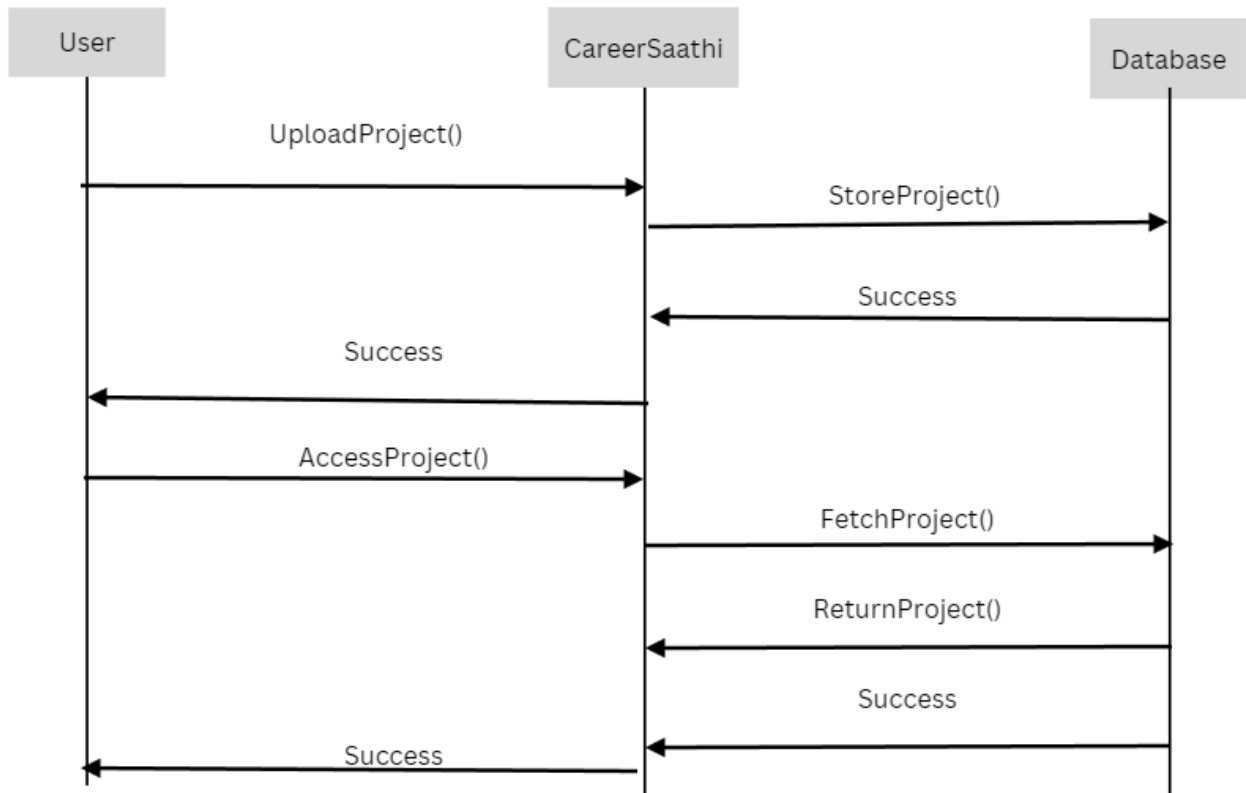 User
CareerSaathi
Database
UploadProject()
StoreProject()
Success
Success
AccessProject()
FetchProject()
ReturnProject()
Success
Success